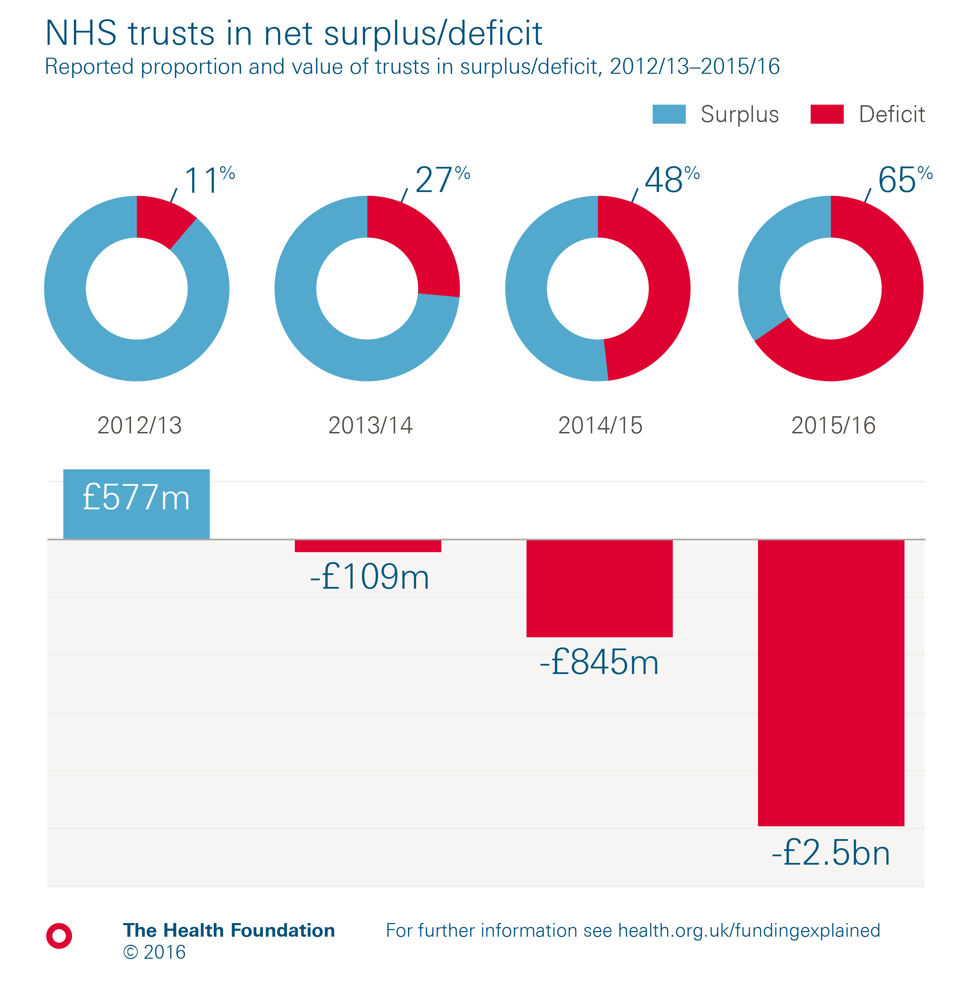 NHS trusts in net surplus/deficit
Reported proportion and value of trusts in surplus/deficit, 2012/13–2015/16
Surplus Deficit
11% 27% 48% 65%
2012/13 2013/14 2014/15 2015/16
£577m
-£109m
-£845m
-£2.5bn
The Health Foundation For further information see health.org.uk/fundingexplained
© 2016